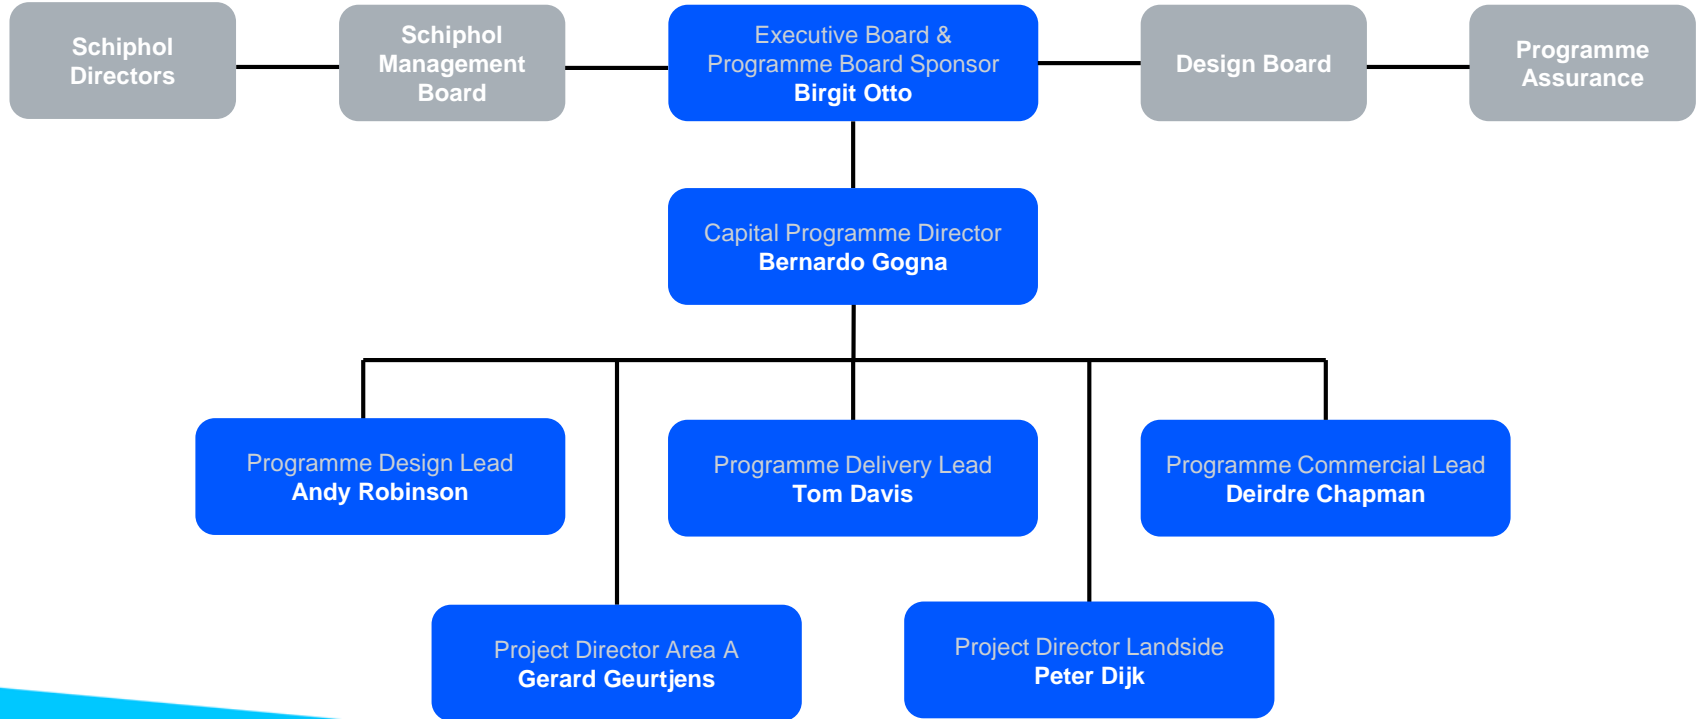 Schiphol
Directors
Schiphol
Management
Board
Executive Board &
Programme Board Sponsor
Birgit Otto
Design Board
Programme
Assurance
Capital Programme Director
Bernardo Gogna
Programme Design Lead
Andy Robinson
Programme Delivery Lead
Tom Davis
Programme Commercial Lead
Deirdre Chapman
Project Director Area A
Gerard Geurtjens
Project Director Landside
Peter Dijk